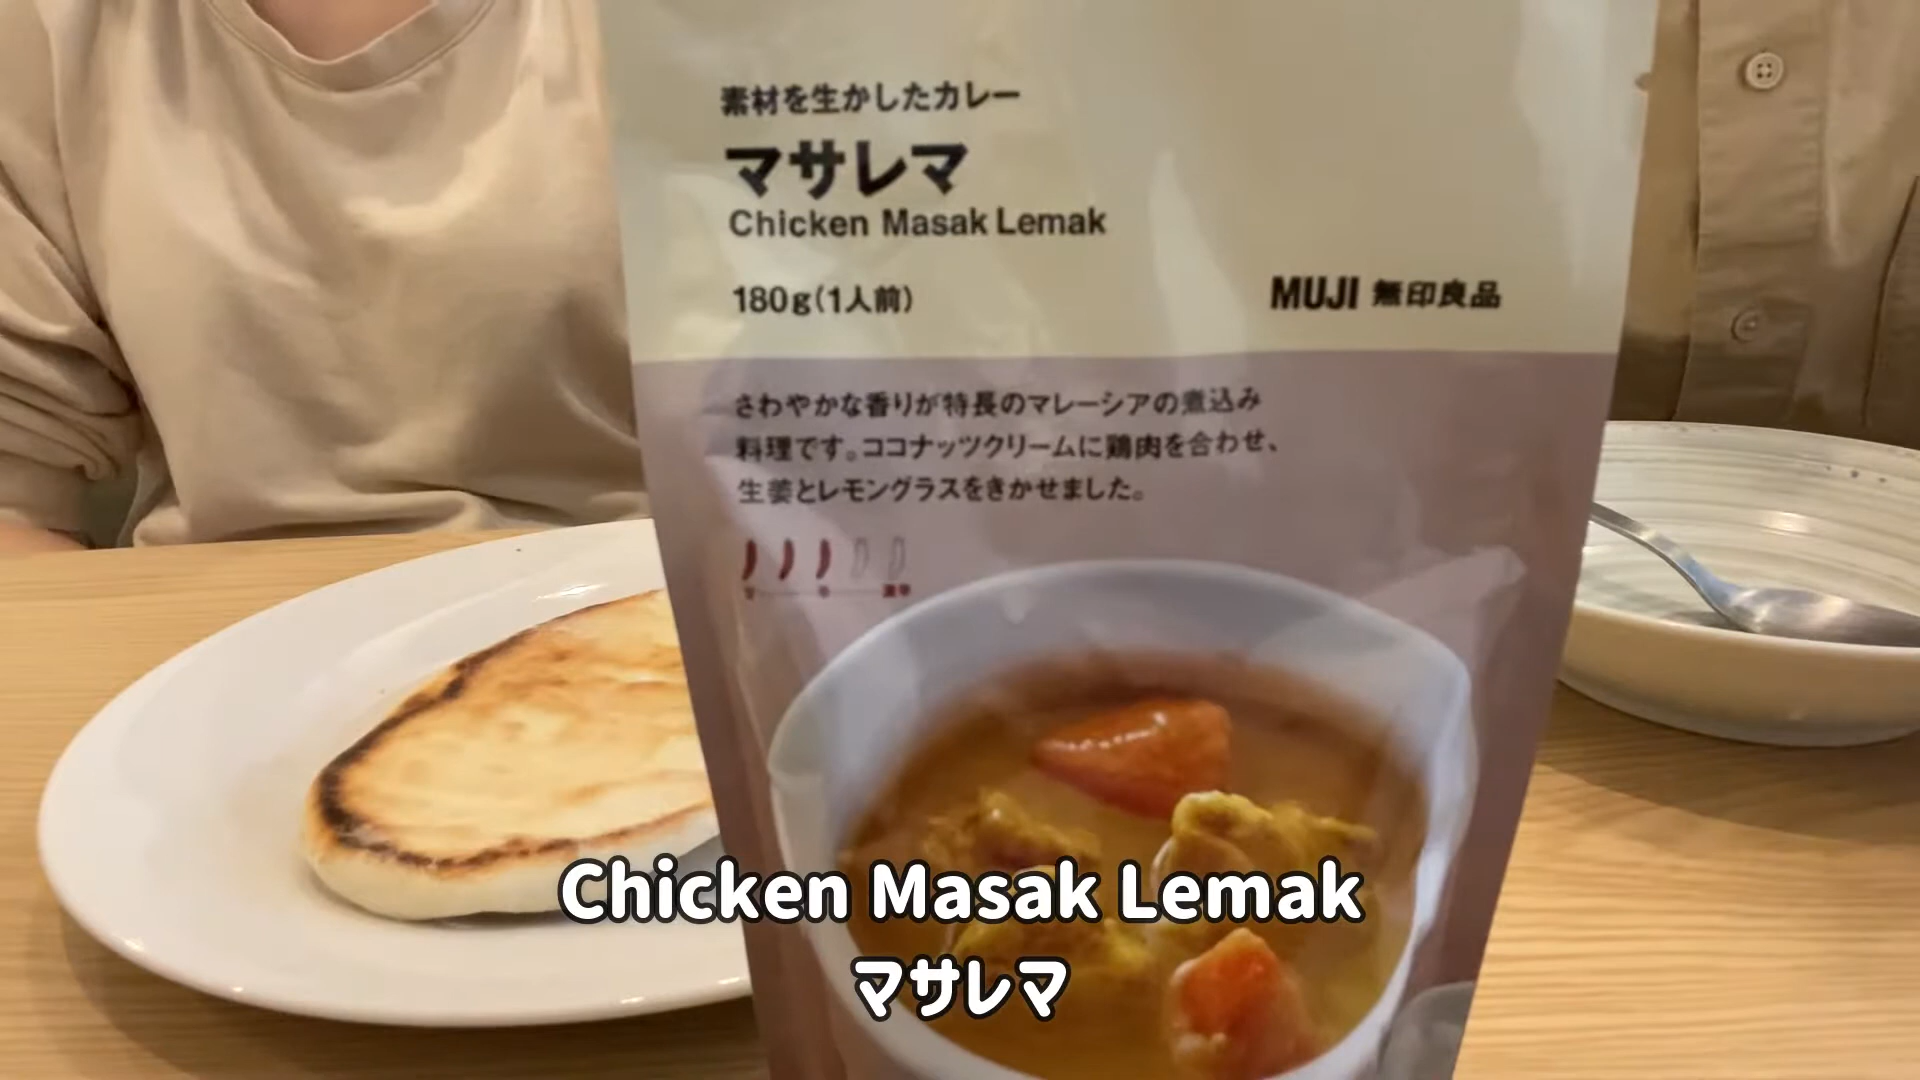 素材を生かしたカレー
マサレマ
Chicken Masak Lemak
180g(1人前)
MUJI 無印良品
さわやかな香りが特長のマレーシアの煮込み
料理です。ココナッツクリームに鶏肉を合わせ、
生姜とレモングラスをきかせました。
Chicken Masak Lemak
マサレマ